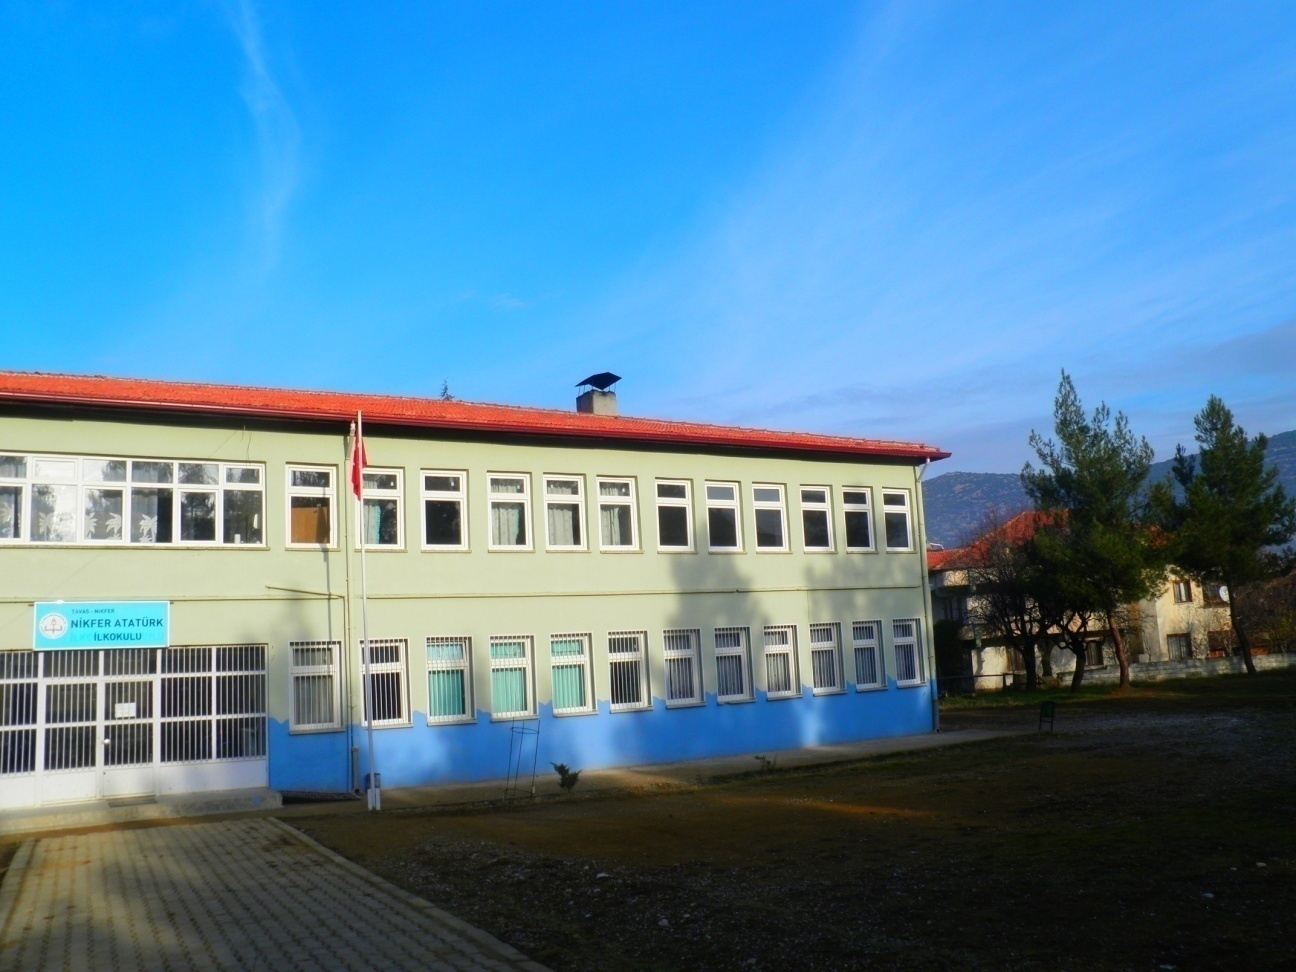 TAVAS - NİKFER
NİKFER ATATÜRK
İLKOKULU